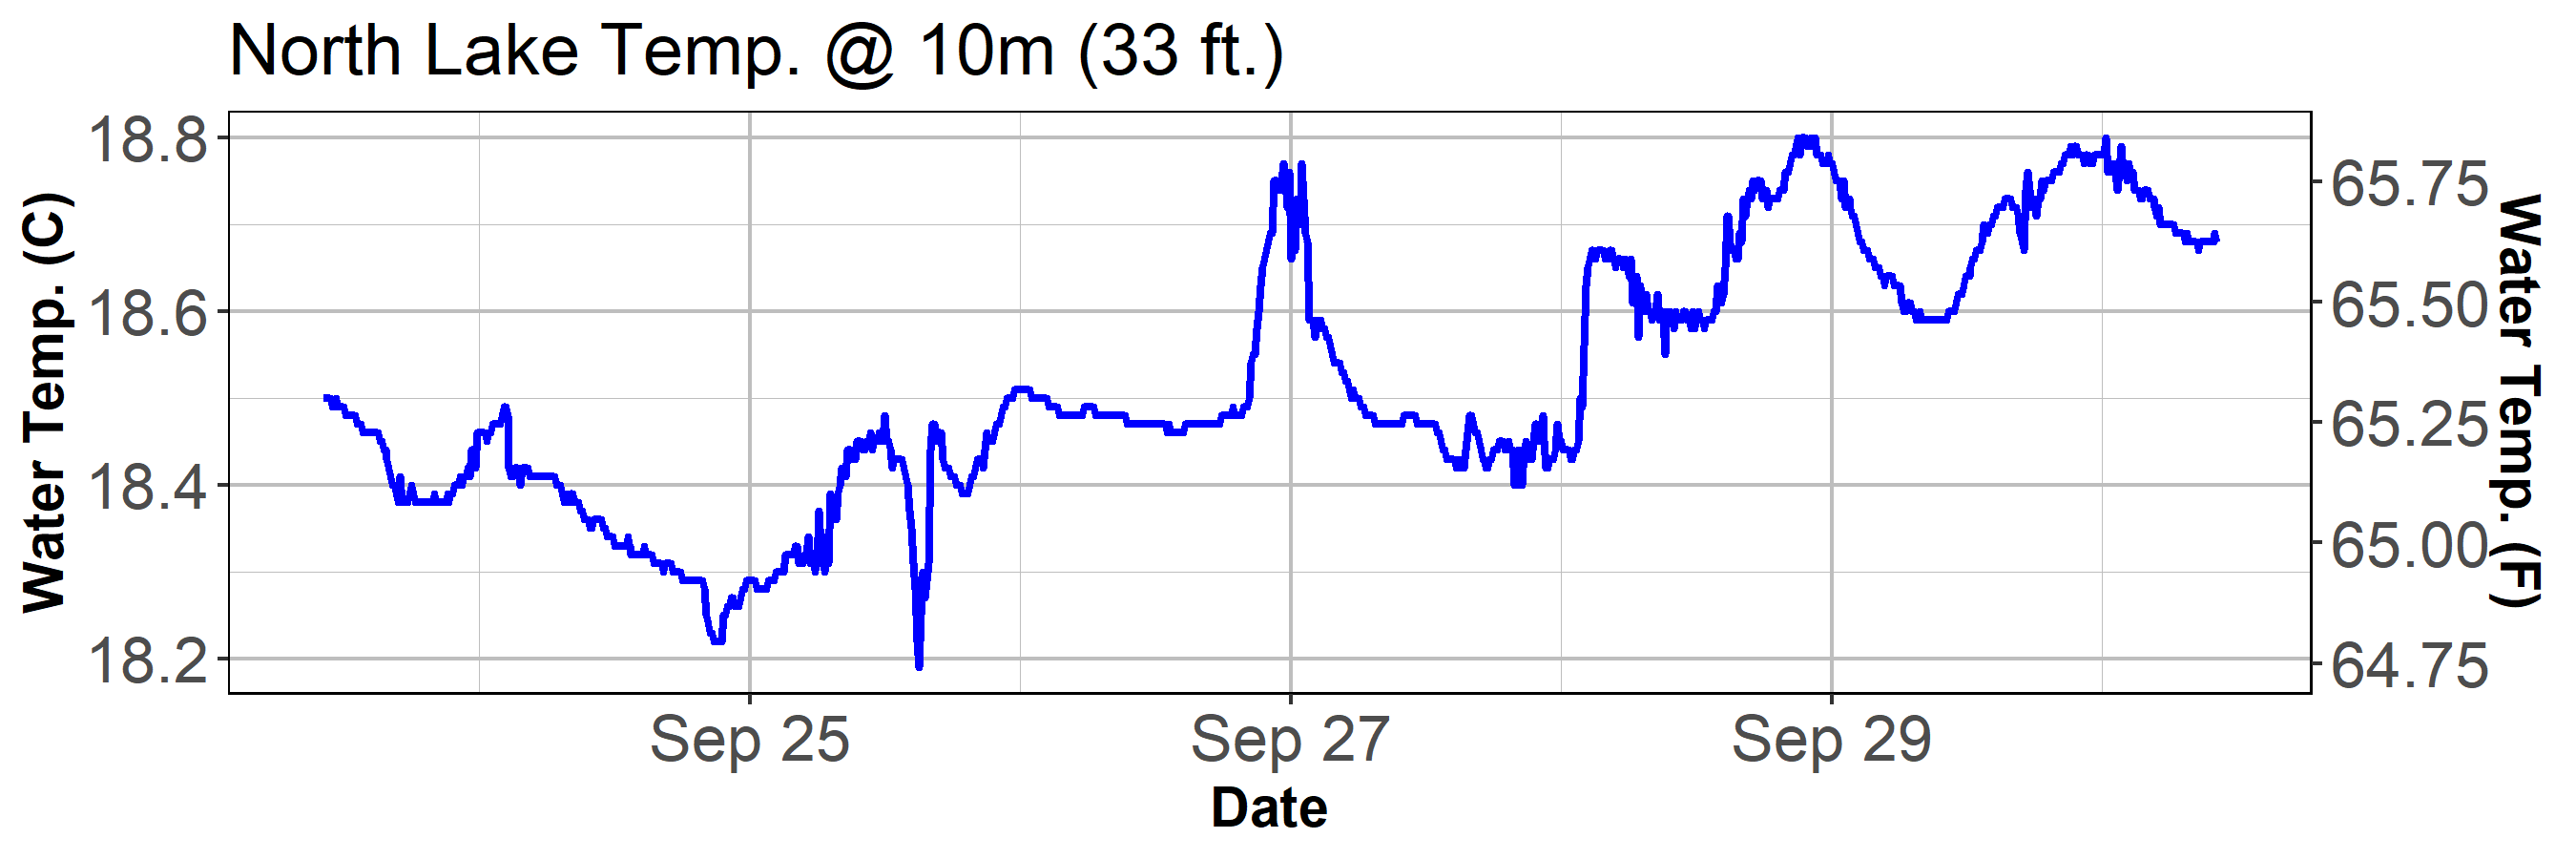 North Lake Temp. @ 10m (33 ft.)
Water Temp. (C)
18.8
18.6
18.4
18.2
65.75
65.50
65.25
65.00
64.75
Water Temp. (F)
Sep 25
Sep 27
Sep 29
Date